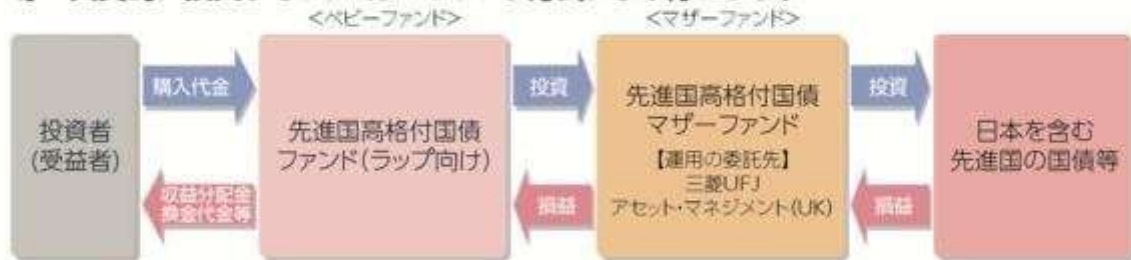 <ベビーファンド>
<マザーファンド>
購入代金
投資
投資
投資者
(受益者)
先進国高格付国債
ファンド(ラップ向け)
先進国高格付国債
マザーファンド
【運用の委託先】
三菱UFJ
アセット・マネジメント(UK)
日本を含む
先進国の国債等
収益分配金
換金代金等
損益
損益